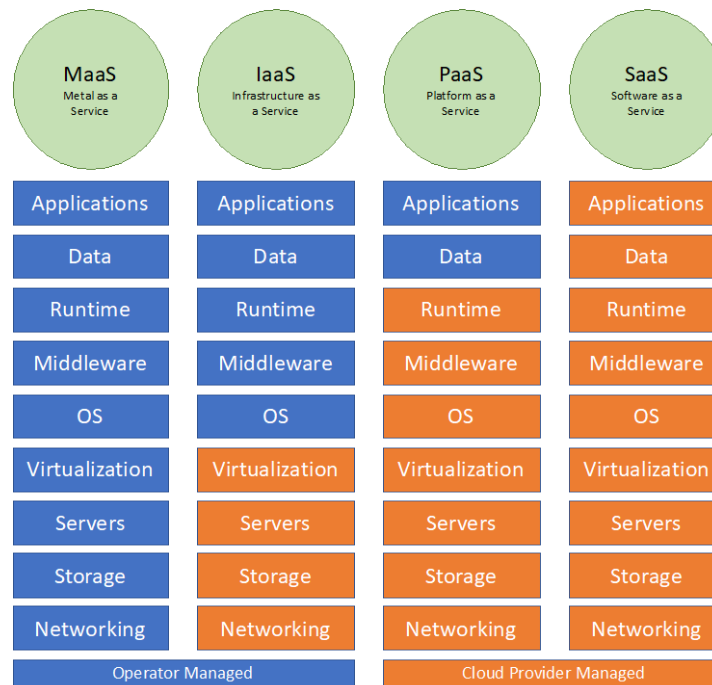 MaaS
Metal as a
Service
IaaS
Infrastructure as
a Service
PaaS
Platform as a
Service
SaaS
Software as a
Service
Applications
Applications
Applications
Applications
Data
Data
Data
Data
Runtime
Runtime
Runtime
Runtime
Middleware
Middleware
Middleware
Middleware
OS
OS
OS
OS
Virtualization
Virtualization
Virtualization
Virtualization
Servers
Servers
Servers
Servers
Storage
Storage
Storage
Storage
Networking
Networking
Networking
Networking
Operator Managed
Cloud Provider Managed